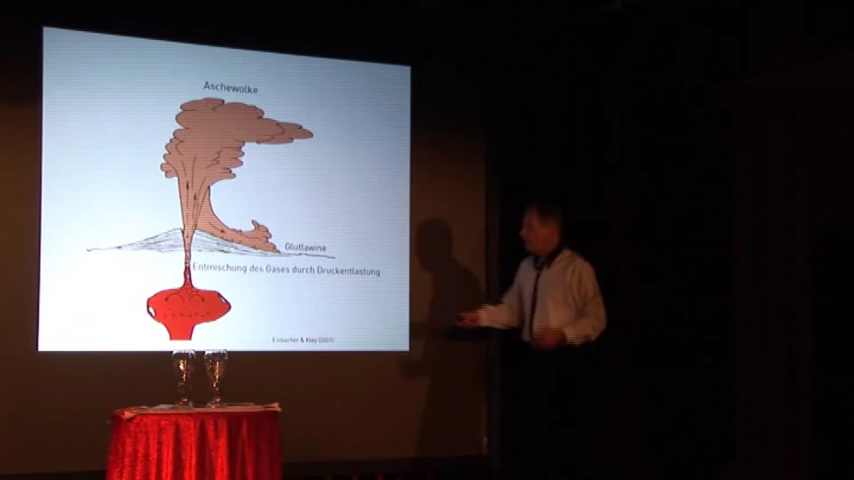 Aschewolke
Glutlawine
Entmischung des Gases durch Druckentlastung